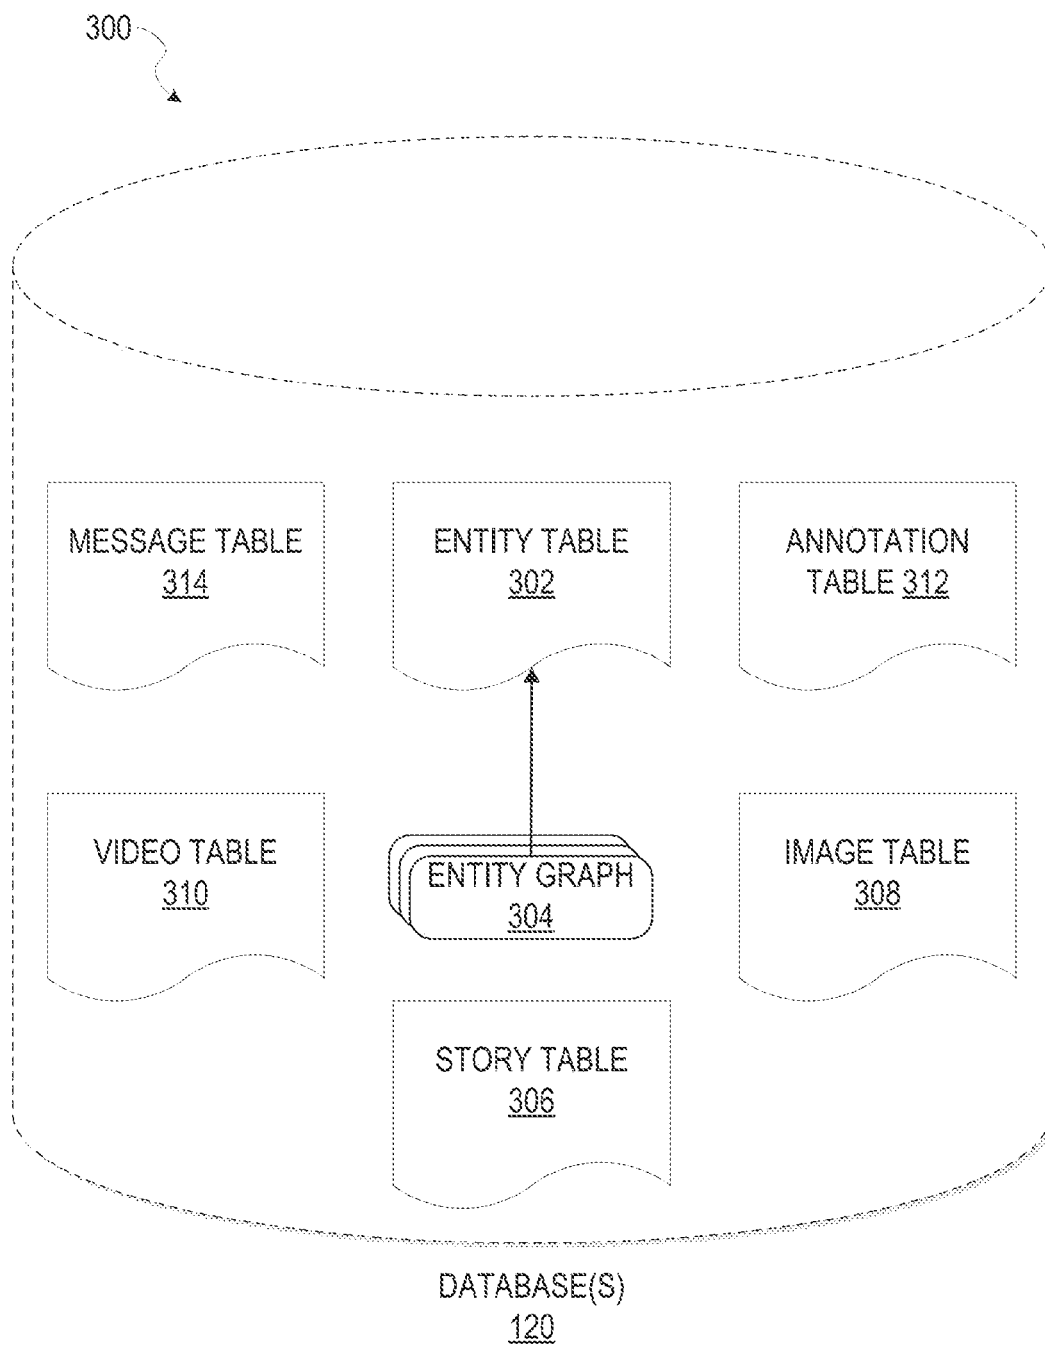 300
MESSAGE TABLE
314
ENTITY TABLE
302
ANNOTATION
TABLE 312
VIDEO TABLE
310
ENTITY GRAPH
304
IMAGE TABLE
308
STORY TABLE
306
DATABASE(S)
120